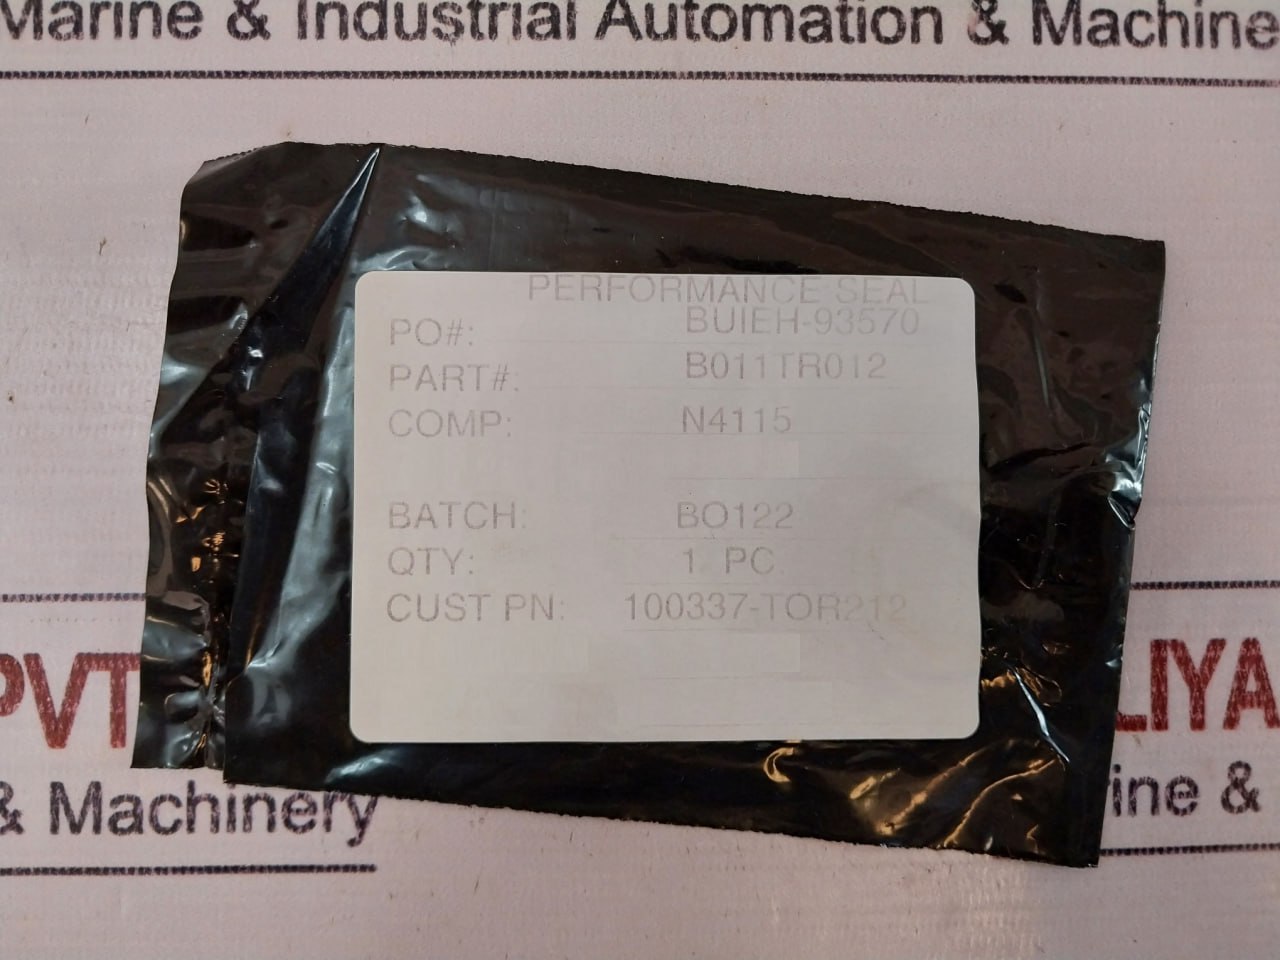 Marine & Industrial Automation & Machine
PERFORMANCE SEAL
PO#: BUIEH-93570
PART#: B011TR012
COMP: N4115
BATCH: BO122
QTY: 1 PC
CUST PN: 100337-TOR212
PVT
LIYA
& Machinery
rine &